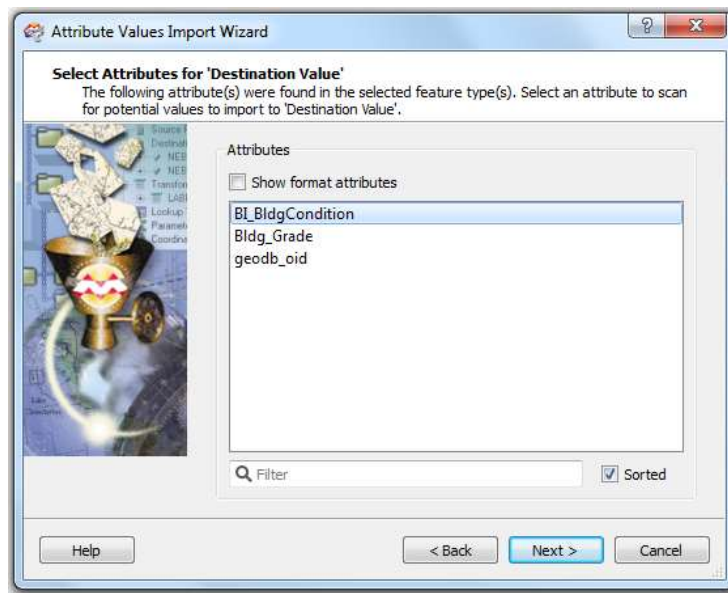 Attribute Values Import Wizard
Select Attributes for 'Destination Value'
The following attribute(s) were found in the selected feature type(s). Select an attribute to scan
for potential values to import to 'Destination Value'.
Attributes
Show format attributes
BI_BldgCondition
Bldg_Grade
geodb_oid
Filter
Sorted
Help
< Back
Next >
Cancel